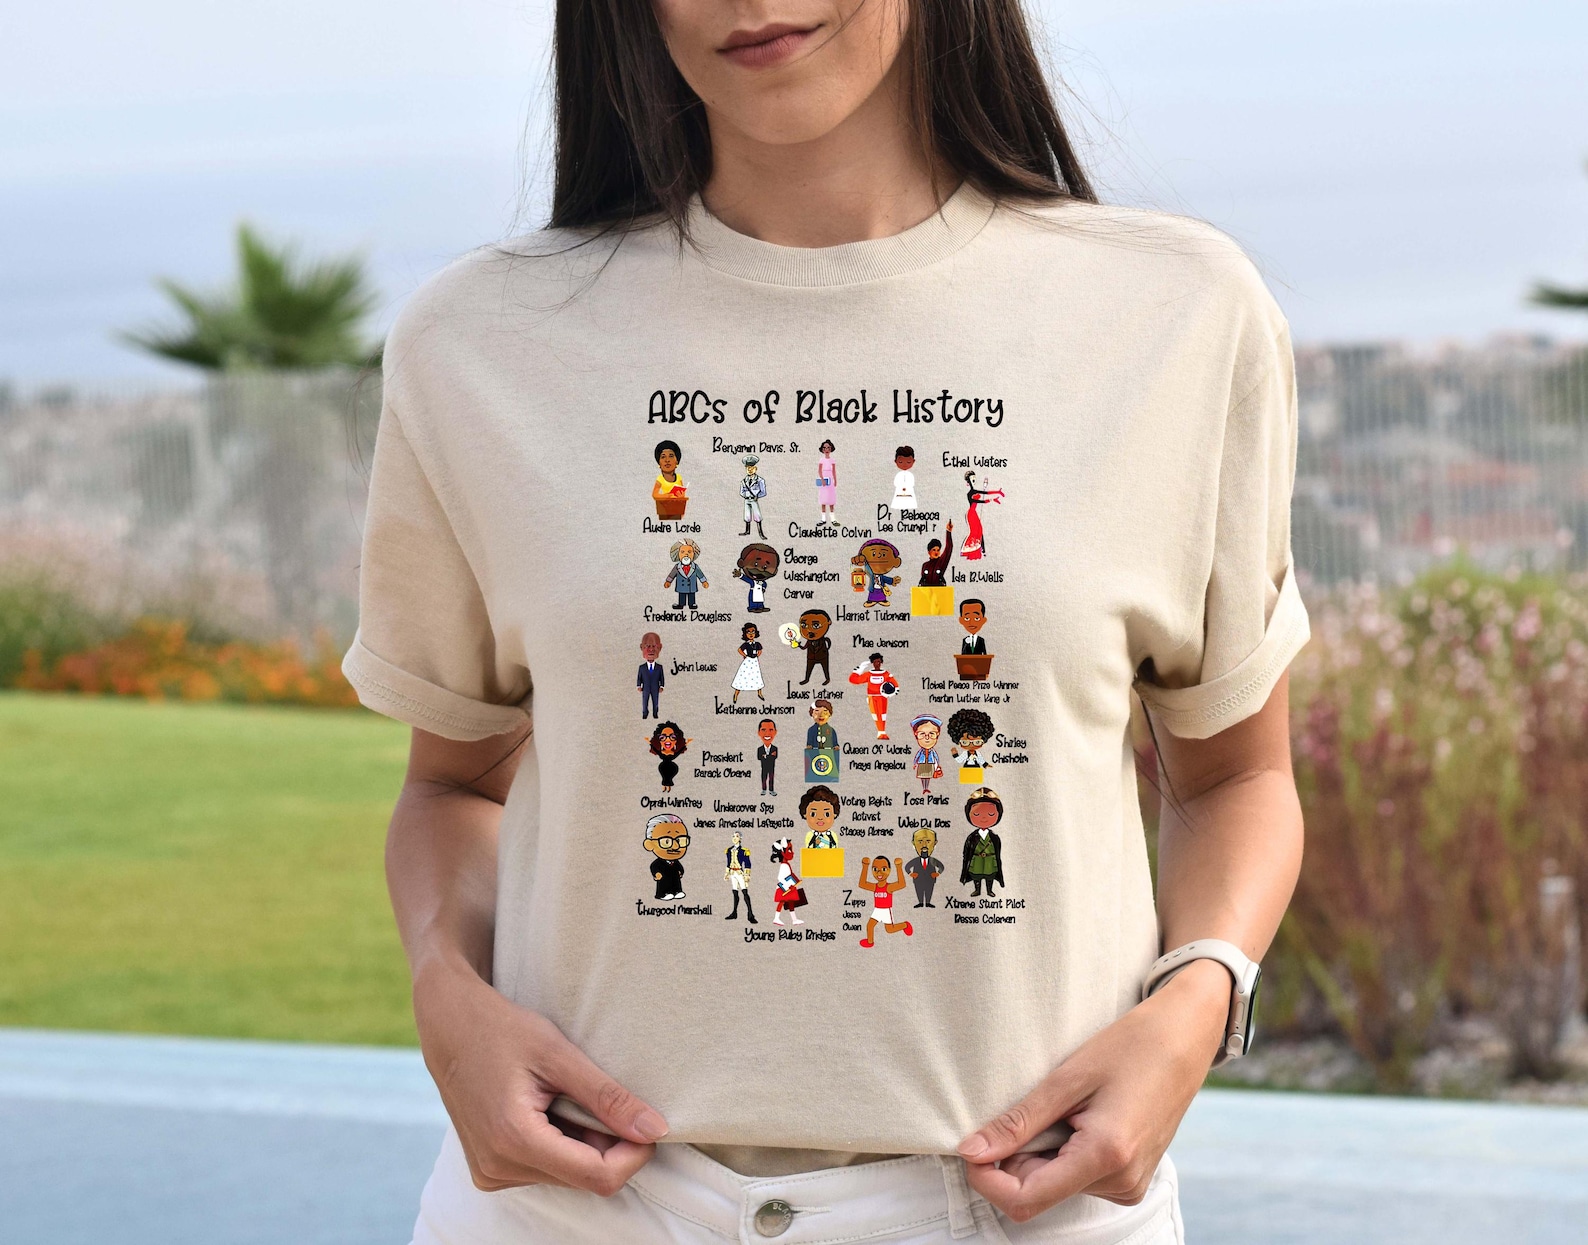 ABCs of Black History
Benjamin Davis, Sr.
Ethel Waters
Audre Lorde
Claudette Colvin
Dr Rebecca
Lee Crumpl r
George
Washington
Carver
Ida B.Wells
Frederick Douglass
Harriet Tubman
John Lewis
Mae Jemison
Lewis Latimer
Katherine Johnson
Nobel Peace Prize Winner
Martin Luther King Jr
President
Barack Obama
Queen Of Words
Maya Angelou
Shirley
Chisholm
Oprah Winfrey
Rosa Parks
Undercover Spy
James Armstead Lafayette
Voting Rights
Activist
Stacey Abrams
Web Du Bois
Thurgood Marshall
Young Ruby Bridges
Zippy
Jesse
Owen
OHIO
Xtreme Stunt Pilot
Bessie Coleman